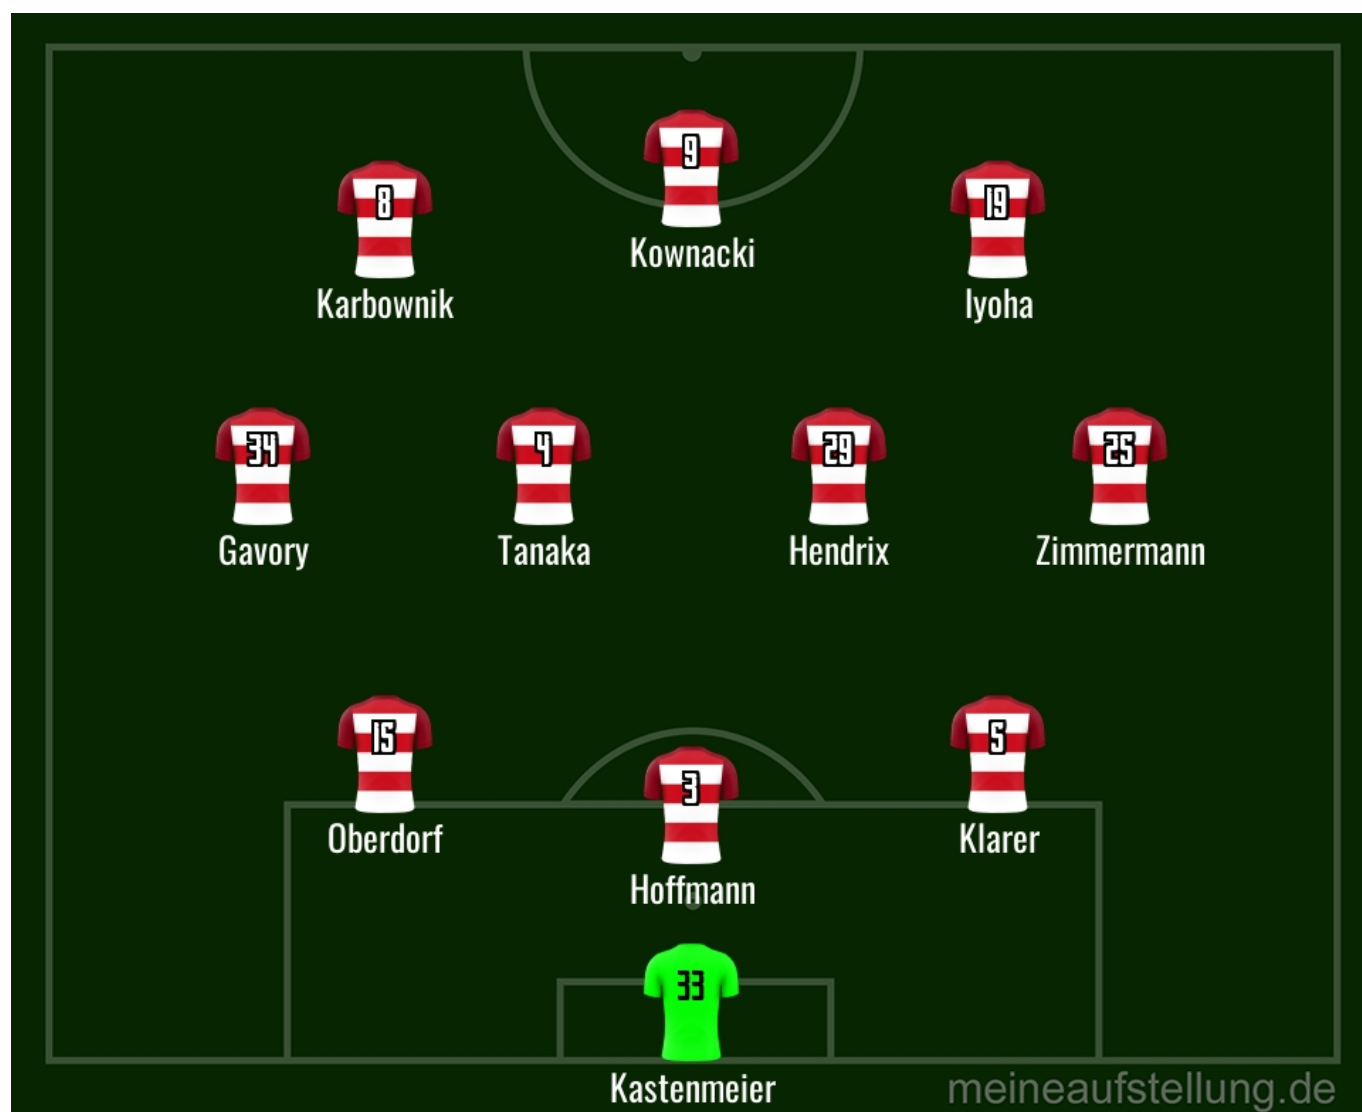 9
Kownacki
8
Karbownik
19
Iyoha
34
Gavory
4
Tanaka
29
Hendrix
25
Zimmermann
15
Oberdorf
3
Hoffmann
5
Klarer
33
Kastenmeier
meineaufstellung.de